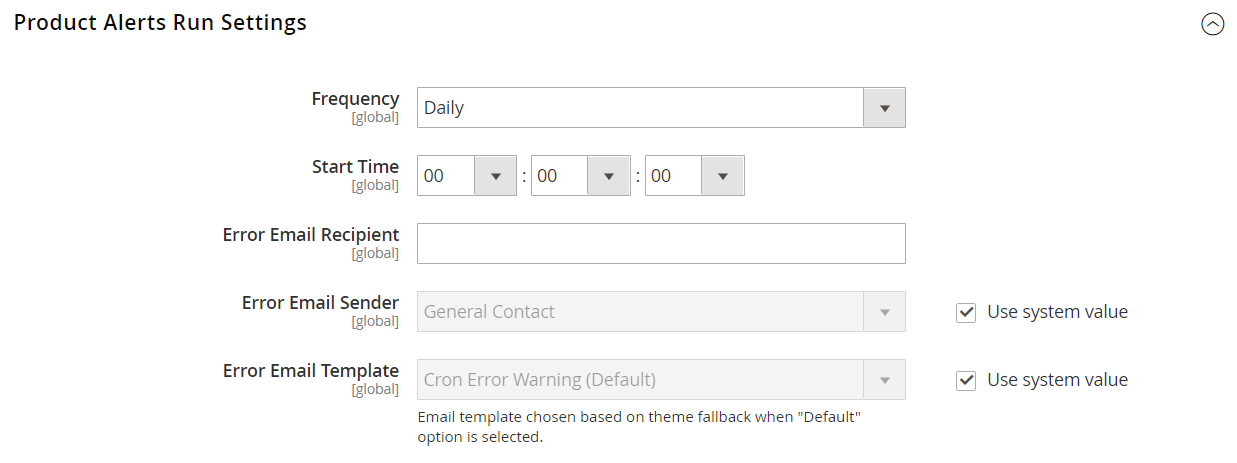 Product Alerts Run Settings
Frequency
[global]
Daily
Start Time
[global]
00 : 00 : 00
Error Email Recipient
[global]
Error Email Sender
[global]
General Contact
Use system value
Error Email Template
[global]
Cron Error Warning (Default)
Use system value
Email template chosen based on theme fallback when "Default"
option is selected.